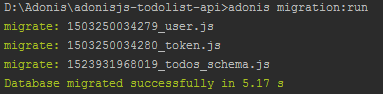 D:\Adonis\adonisjs-todolist-api>adonis migration:run
migrate: 1503250034279_user.js
migrate: 1503250034280_token.js
migrate: 1523931968019_todos_schema.js
Database migrated successfully in 5.17 s